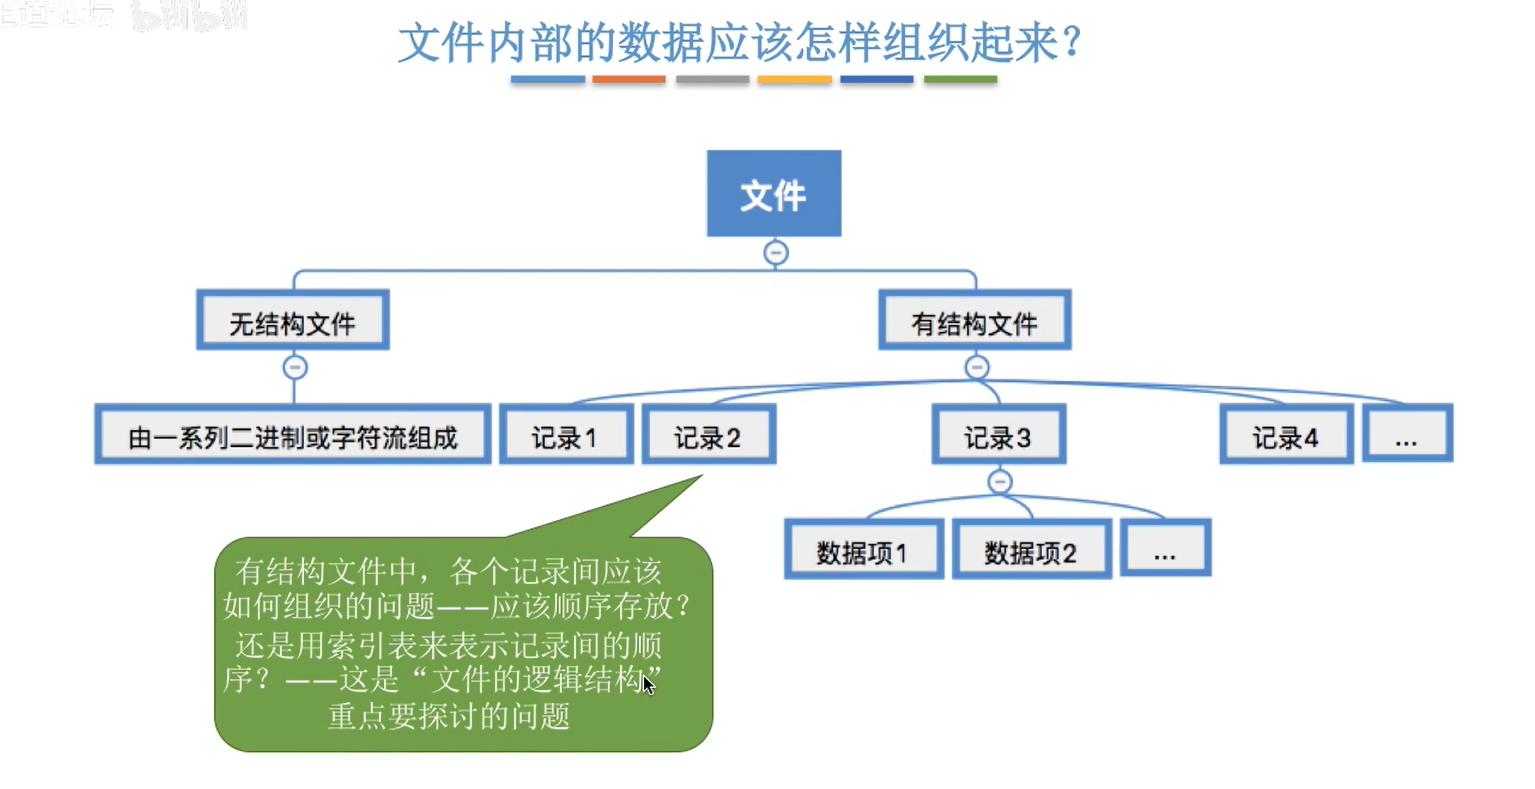 bilibili
文件内部的数据应该怎样组织起来？
文件
无结构文件
有结构文件
由一系列二进制或字符流组成
记录1
记录2
记录3
记录4
...
数据项1
数据项2
...
有结构文件中，各个记录间应该
如何组织的问题——应该顺序存放？
还是用索引表来表示记录间的顺
序？——这是“文件的逻辑结构”
重点要探讨的问题